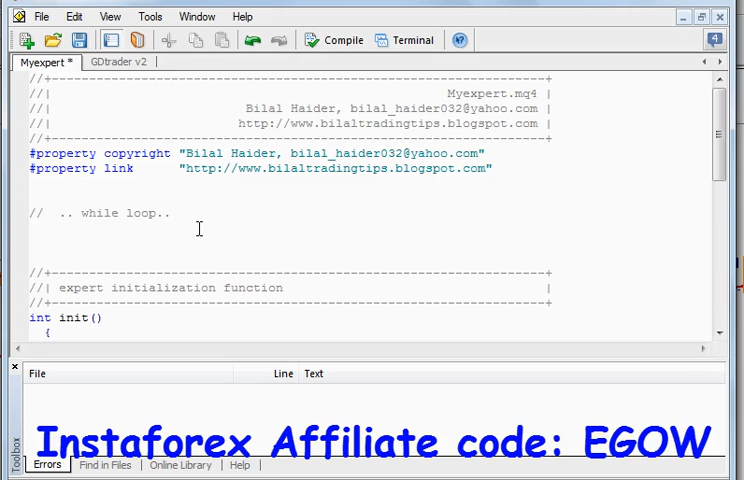 File Edit View Tools Window Help
Compile Terminal 4
Myexpert * GDtrader v2
//+------------------------------------------------------------------+
//| Myexpert.mq4 |
//| Bilal Haider, bilal_haider032@yahoo.com |
//| http://www.bilaltradingtips.blogspot.com |
//+------------------------------------------------------------------+
#property copyright "Bilal Haider, bilal_haider032@yahoo.com"
#property link "http://www.bilaltradingtips.blogspot.com"
// .. while loop..
//+------------------------------------------------------------------+
//| expert initialization function |
//+------------------------------------------------------------------+
int init()
{
File Line Text
Instaforex Affiliate code: EGOW
Toolbox
Errors Find in Files Online Library Help